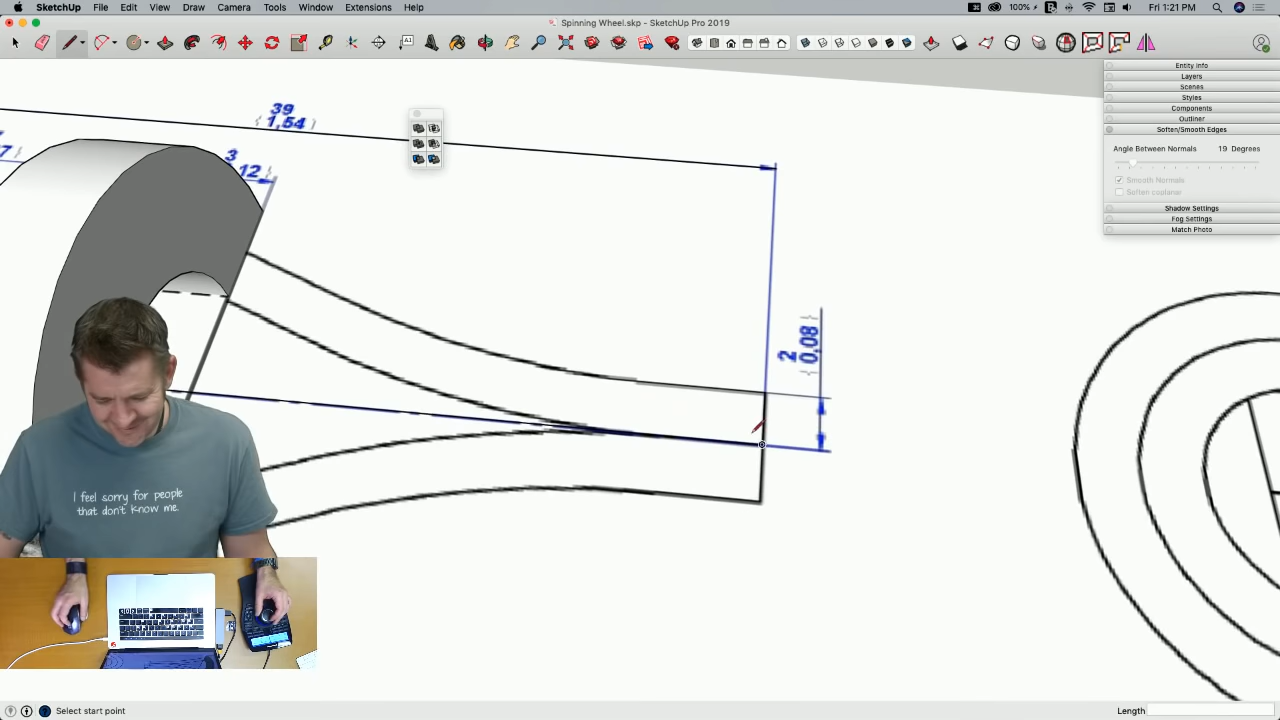 SketchUp File Edit View Draw Camera Tools Window Extensions Help
100%
Fri 1:21 PM
Spinning Wheel.skp - SketchUp Pro 2019
Entity Info
Layers
Scenes
Styles
Components
Outliner
Soften/Smooth Edges
Angle Between Normals 19 Degrees
Smooth Normals
Soften coplanar
Shadow Settings
Fog Settings
Match Photo
39
1,54
3
12
7
2
0,08
I feel sorry for people
that don't know me.
Select start point
Length